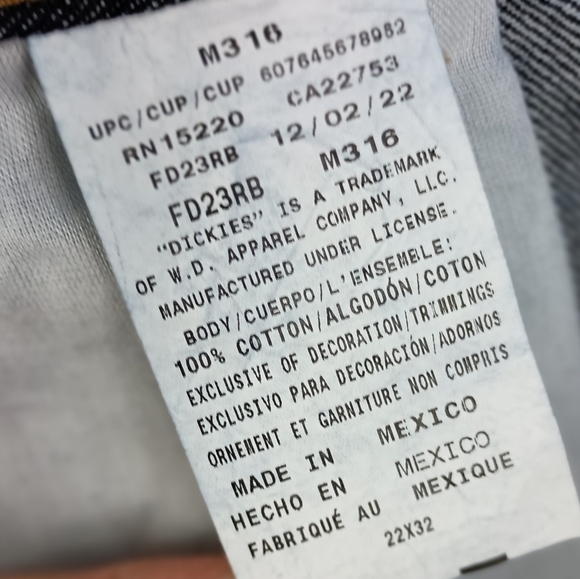 M316
UPC/CUP/CUP 607645678982
RN15220 CA22753
FD23RB 12/02/22
FD23RB M316
"DICKIES" IS A TRADEMARK
OF W.D. APPAREL COMPANY, LLC.
MANUFACTURED UNDER LICENSE.
BODY/CUERPO/L'ENSEMBLE:
100% COTTON/ALGODÓN/COTON
EXCLUSIVE OF DECORATION/TRIMMINGS
EXCLUSIVO PARA DECORACIÓN/ADORNOS
ORNEMENT ET GARNITURE NON COMPRIS
MADE IN MEXICO
HECHO EN MEXICO
FABRIQUÉ AU MEXIQUE
22X32